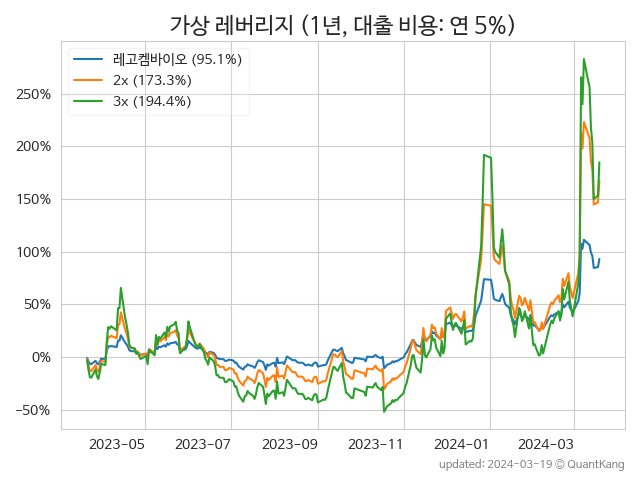 가상 레버리지 (1년, 대출 비용: 연 5%)
레고켐바이오 (95.1%)
2x (173.3%)
3x (194.4%)
250%
200%
150%
100%
50%
0%
−50%
2023-05
2023-07
2023-09
2023-11
2024-01
2024-03
updated: 2024-03-19 © QuantKang